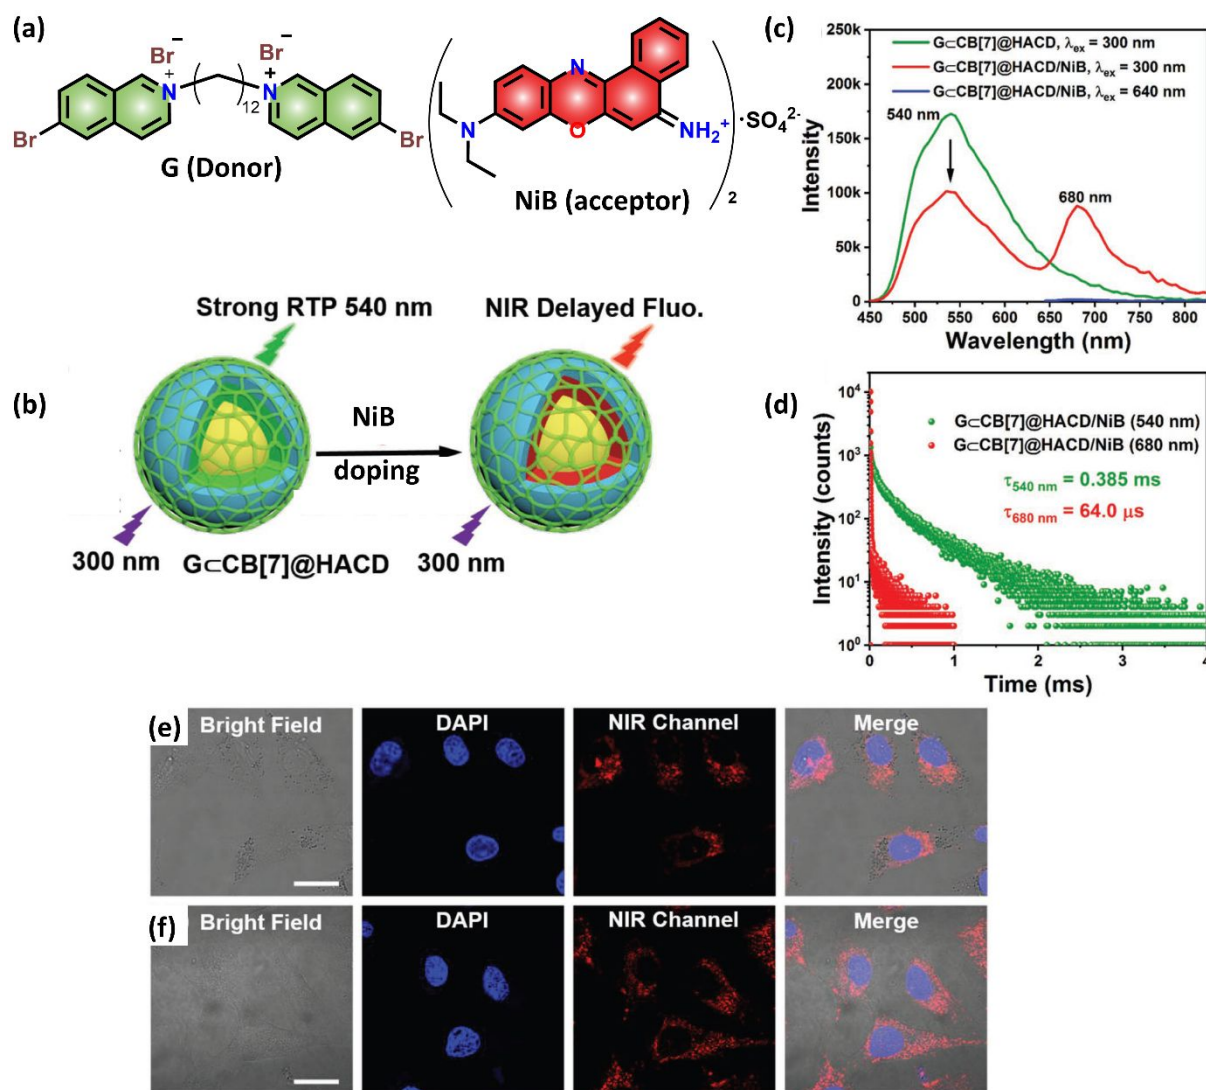 (a)
Br⁻
Br⁻
N⁺
N⁺
12
Br
Br
G (Donor)
N
N
O
NH₂⁺
2
·SO₄²⁻
NiB (acceptor)
(b)
Strong RTP 540 nm
NIR Delayed Fluo.
NiB
doping
300 nm
G⊂CB[7]@HACD
300 nm
(c)
G⊂CB[7]@HACD, λex = 300 nm
G⊂CB[7]@HACD/NiB, λex = 300 nm
G⊂CB[7]@HACD/NiB, λex = 640 nm
540 nm
680 nm
Intensity
250k
200k
150k
100k
50k
0
450 500 550 600 650 700 750 800
Wavelength (nm)
(d)
G⊂CB[7]@HACD/NiB (540 nm)
G⊂CB[7]@HACD/NiB (680 nm)
τ540 nm = 0.385 ms
τ680 nm = 64.0 μs
Intensity (counts)
10⁴
10³
10²
10¹
10⁰
0 1 2 3 4
Time (ms)
(e)
Bright Field
DAPI
NIR Channel
Merge
(f)
Bright Field
DAPI
NIR Channel
Merge